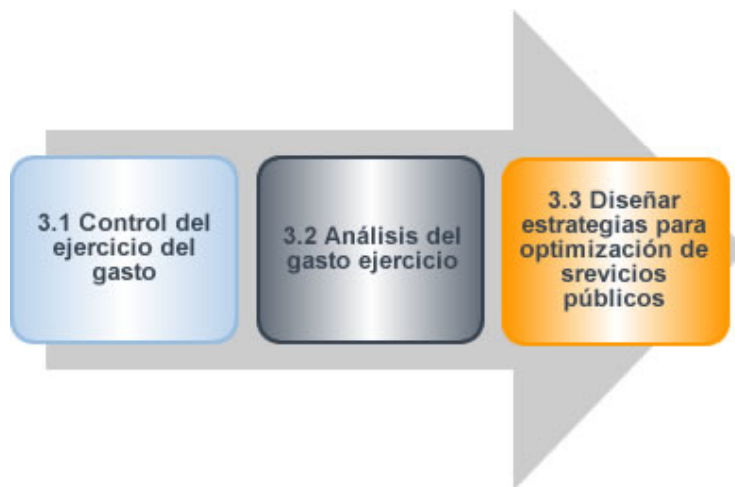 3.1 Control del
ejercicio del
gasto
3.2 Análisis del
gasto ejercicio
3.3 Diseñar
estrategias para
optimización de
srevicios
públicos